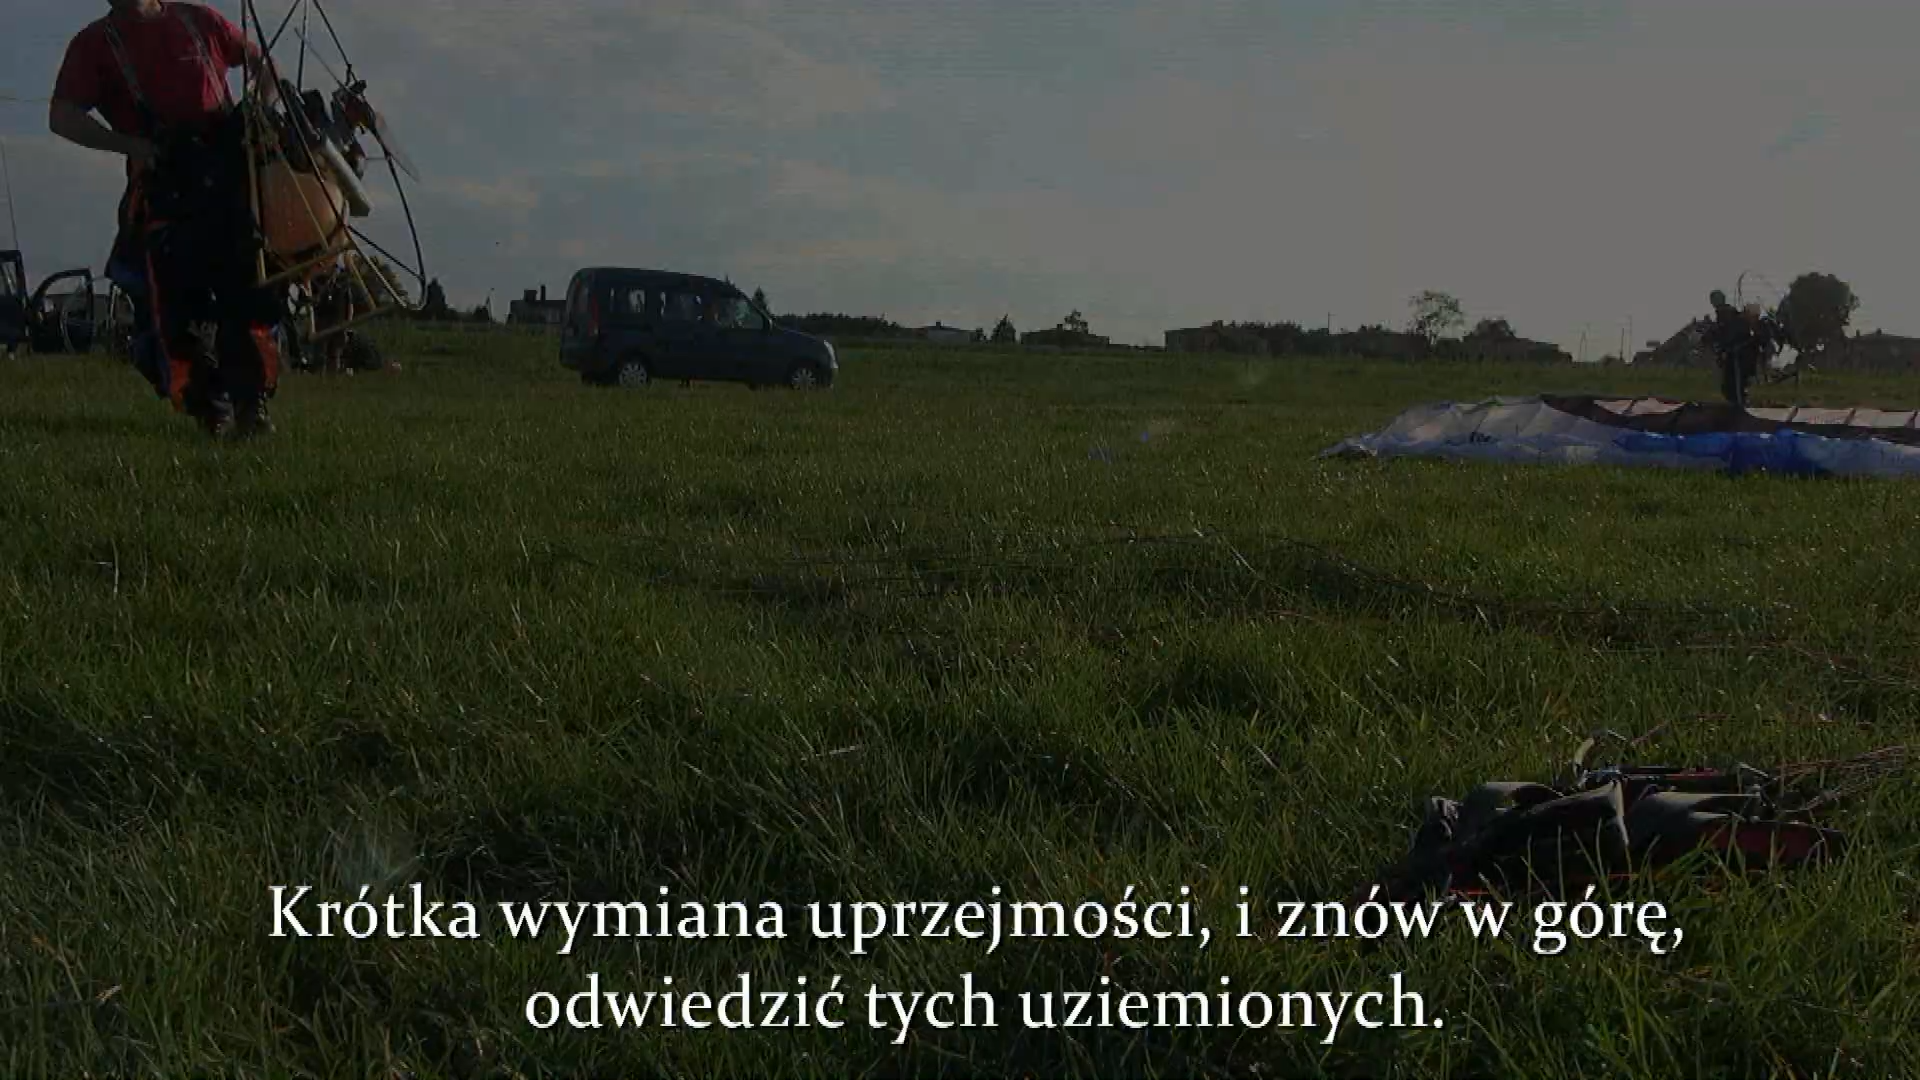 Krótka wymiana uprzejmości, i znów w górę,
odwiedzić tych uziemionych.